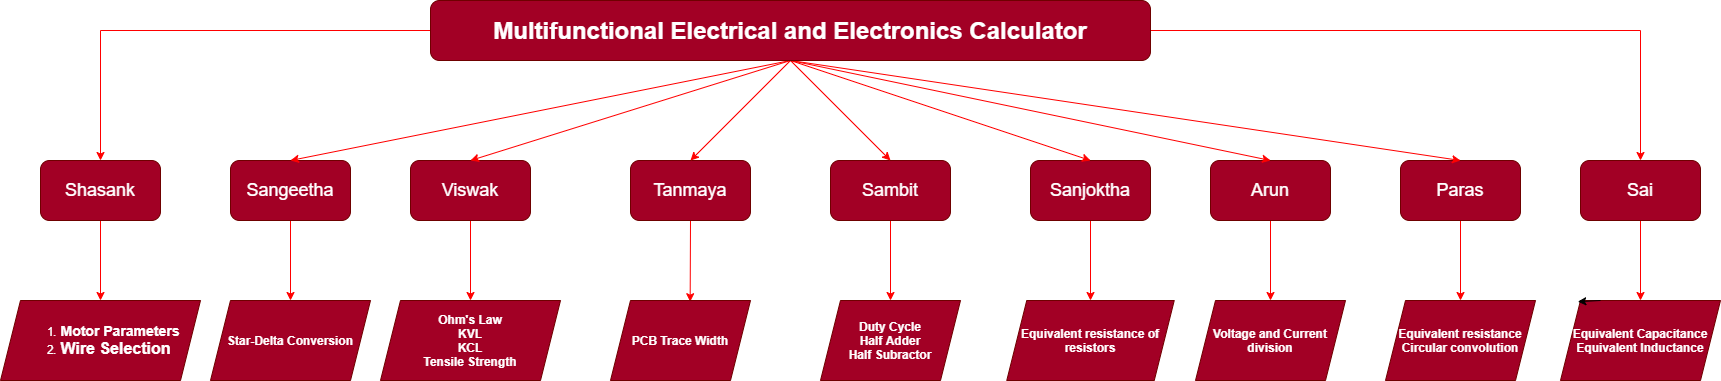 Multifunctional Electrical and Electronics Calculator
Shasank
Sangeetha
Viswak
Tanmaya
Sambit
Sanjoktha
Arun
Paras
Sai
1. Motor Parameters
2. Wire Selection
Star-Delta Conversion
Ohm's Law
KVL
KCL
Tensile Strength
PCB Trace Width
Duty Cycle
Half Adder
Half Subractor
Equivalent resistance of
resistors
Voltage and Current
division
Equivalent resistance
Circular convolution
Equivalent Capacitance
Equivalent Inductance